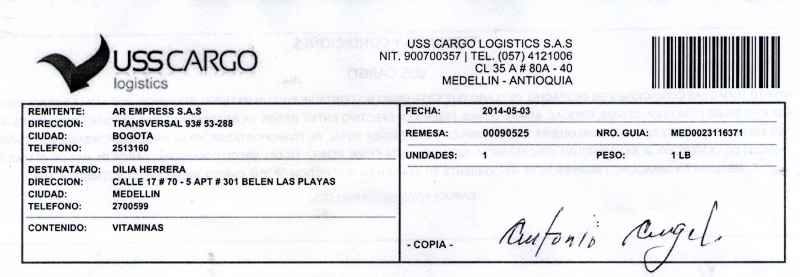 USS CARGO
logistics
USS CARGO LOGISTICS S.A.S
NIT. 900700357 | TEL. (057) 4121006
CL 35 A # 80A - 40
MEDELLIN - ANTIOQUIA
REMITENTE: AR EMPRESS S.A.S
DIRECCION: TRANSVERSAL 93# 53-288
CIUDAD: BOGOTA
TELEFONO: 2513160
FECHA: 2014-05-03
REMESA: 00090525 NRO. GUIA: MED0023116371
UNIDADES: 1 PESO: 1 LB
DESTINATARIO: DILIA HERRERA
DIRECCION: CALLE 17 # 70 - 5 APT # 301 BELEN LAS PLAYAS
CIUDAD: MEDELLIN
TELEFONO: 2700599
CONTENIDO: VITAMINAS
- COPIA - Antonio Angel.